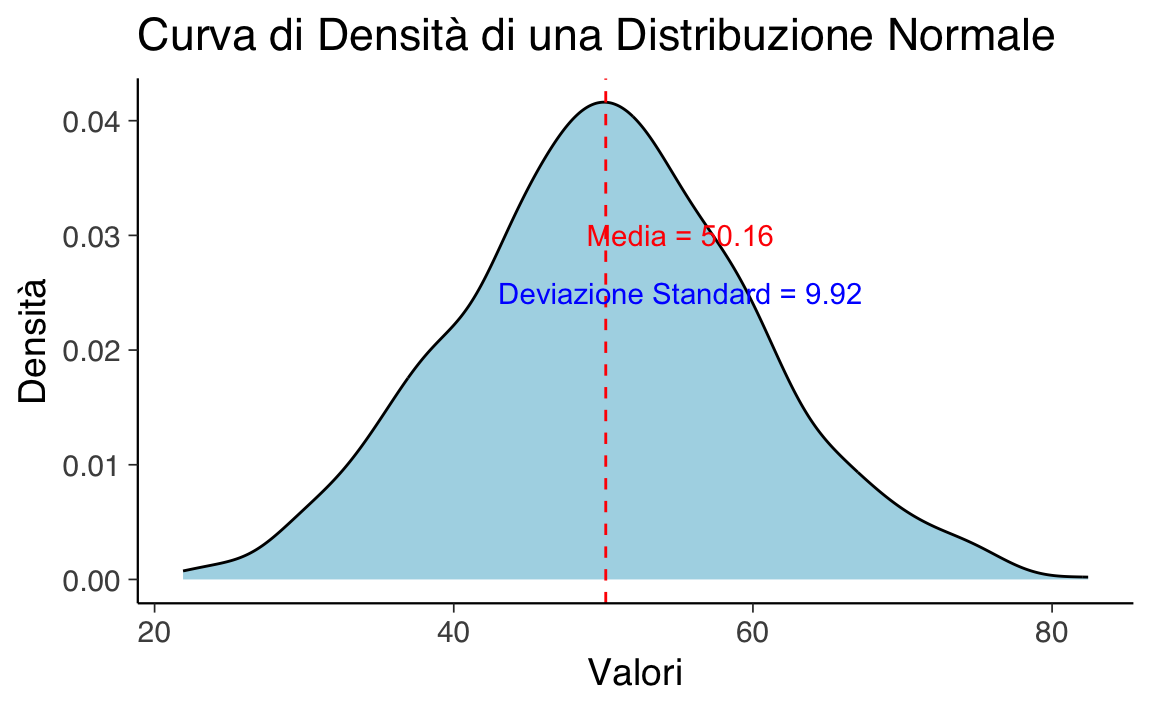 Curva di Densità di una Distribuzione Normale
0.04
0.03
0.02
0.01
0.00
Densità
Media = 50.16
Deviazione Standard = 9.92
20 40 60 80
Valori